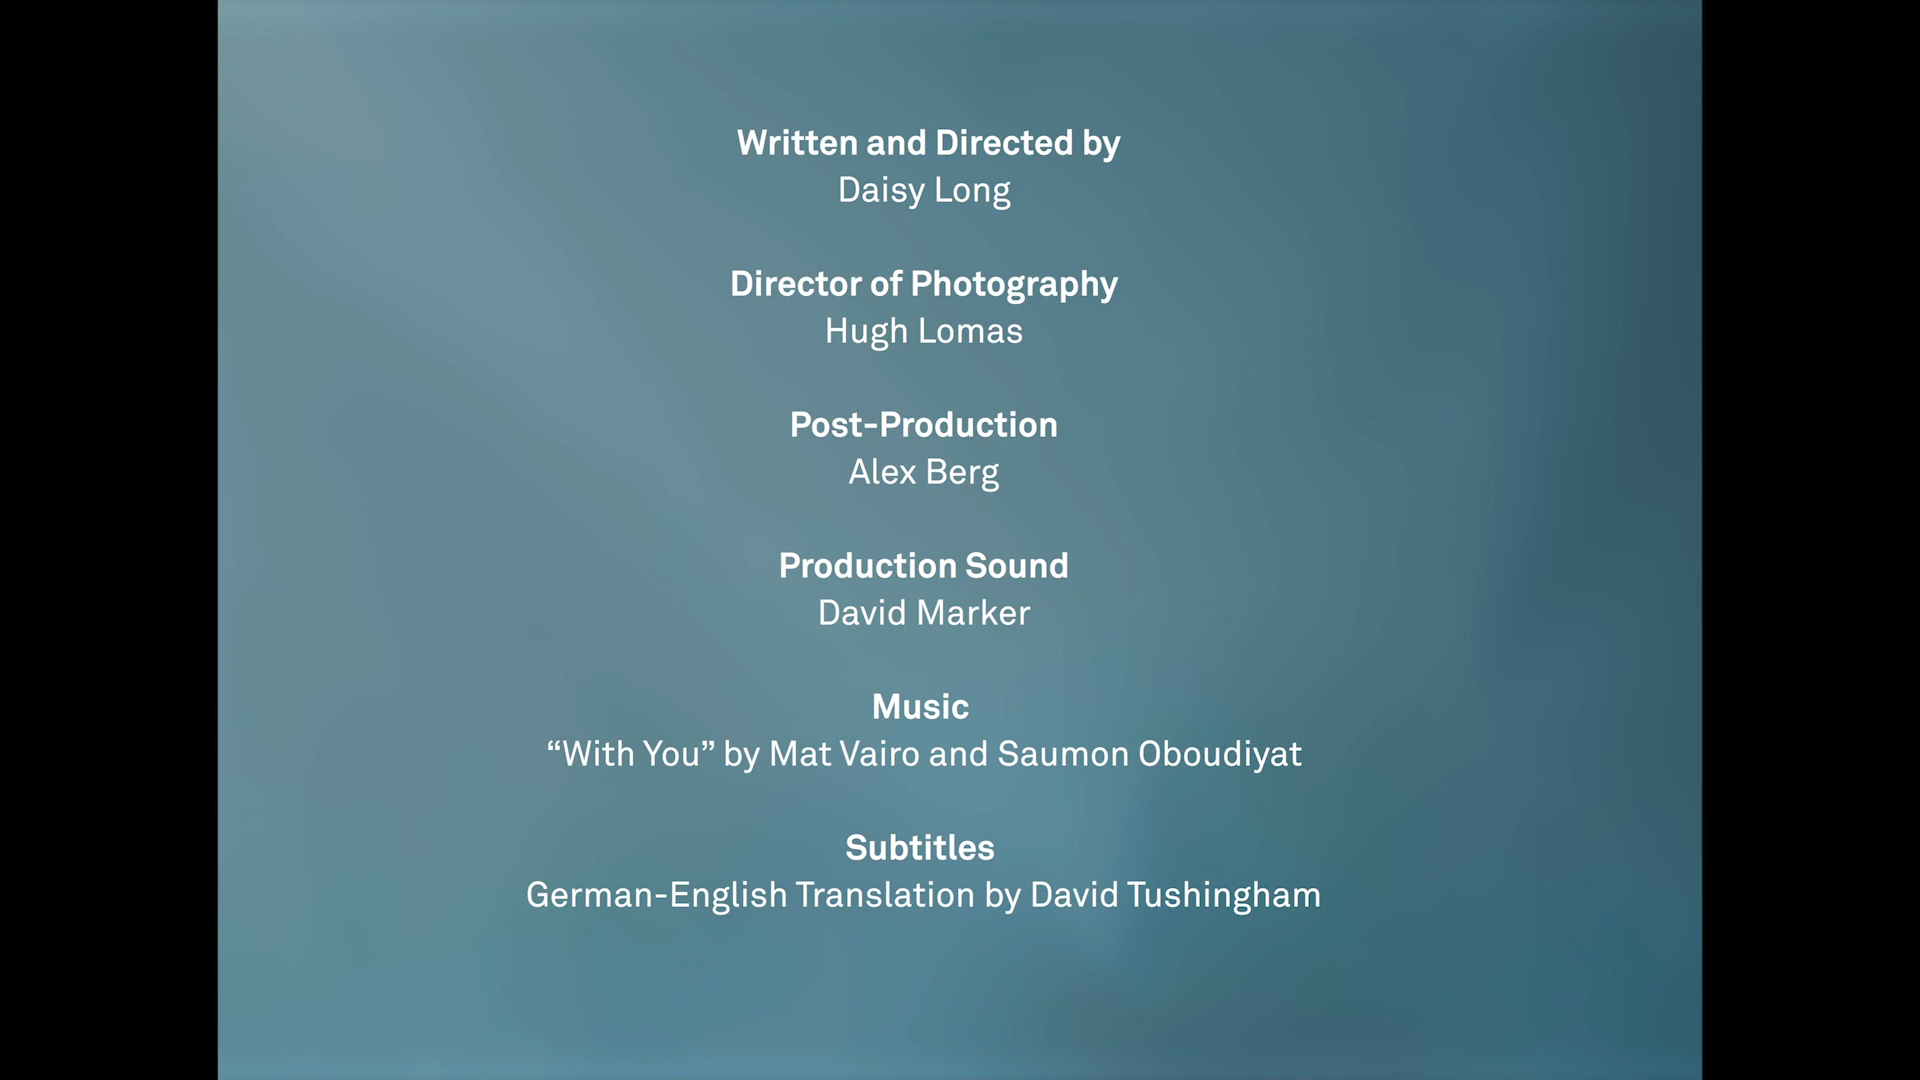 Written and Directed by
Daisy Long
Director of Photography
Hugh Lomas
Post-Production
Alex Berg
Production Sound
David Marker
Music
“With You” by Mat Vairo and Saumon Oboudiyat
Subtitles
German-English Translation by David Tushingham